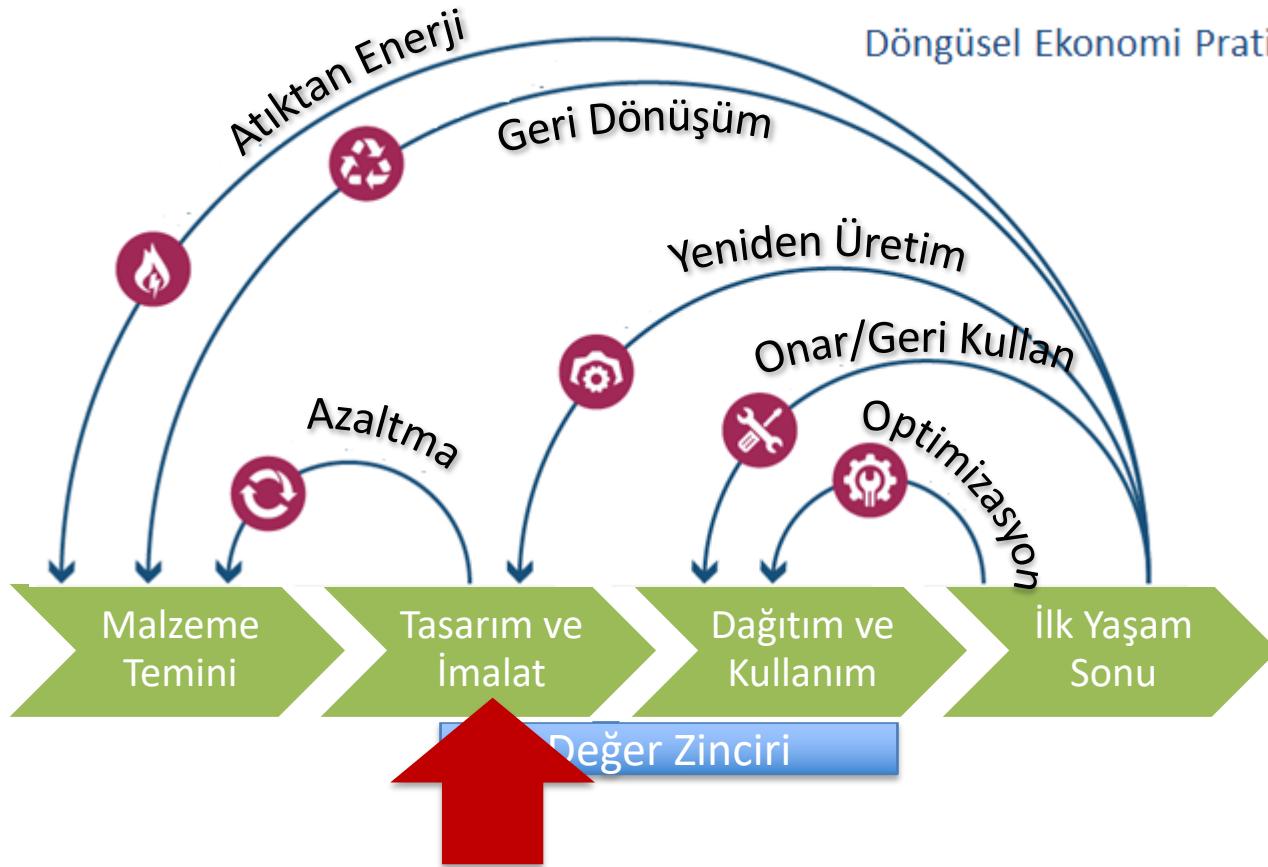 Döngüsel Ekonomi Prati
Atıktan Enerji
Geri Dönüşüm
Yeniden Üretim
Onar/Geri Kullan
Azaltma
Optimizasyon
Malzeme
Temini
Tasarım ve
İmalat
Dağıtım ve
Kullanım
İlk Yaşam
Sonu
Değer Zinciri